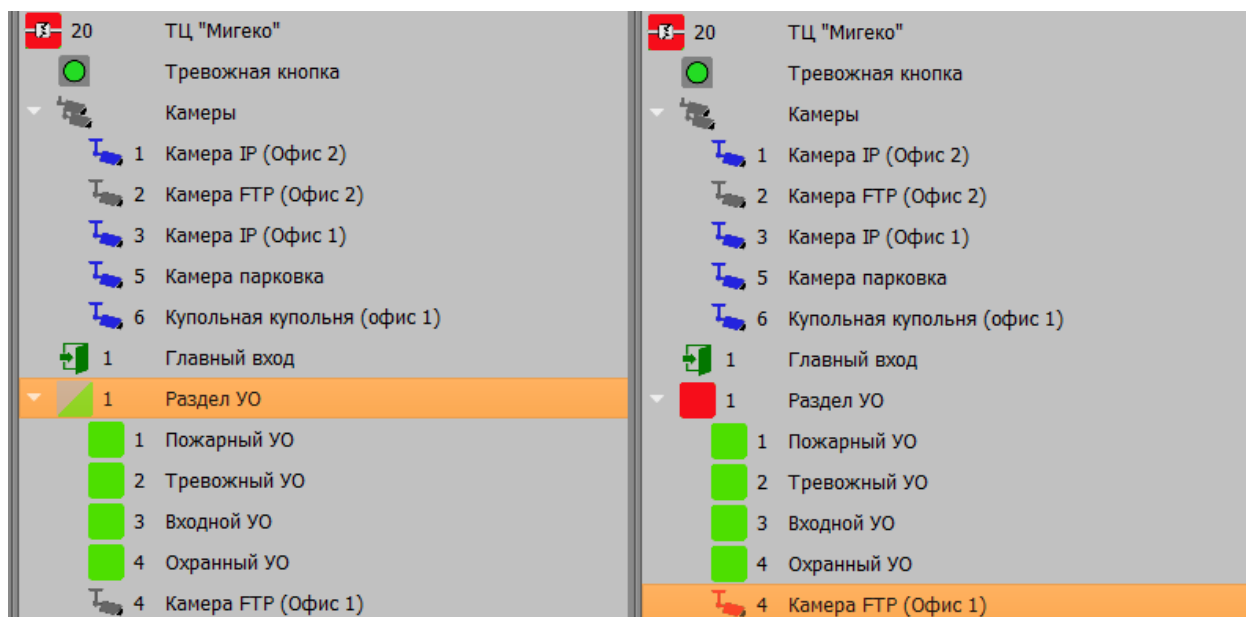 20 ТЦ "Мигеко"
Тревожная кнопка
Камеры
1 Камера IP (Офис 2)
2 Камера FTP (Офис 2)
3 Камера IP (Офис 1)
5 Камера парковка
6 Купольная купольня (офис 1)
1 Главный вход
1 Раздел УО
1 Пожарный УО
2 Тревожный УО
3 Входной УО
4 Охранный УО
4 Камера FTP (Офис 1)
20 ТЦ "Мигеко"
Тревожная кнопка
Камеры
1 Камера IP (Офис 2)
2 Камера FTP (Офис 2)
3 Камера IP (Офис 1)
5 Камера парковка
6 Купольная купольня (офис 1)
1 Главный вход
1 Раздел УО
1 Пожарный УО
2 Тревожный УО
3 Входной УО
4 Охранный УО
4 Камера FTP (Офис 1)